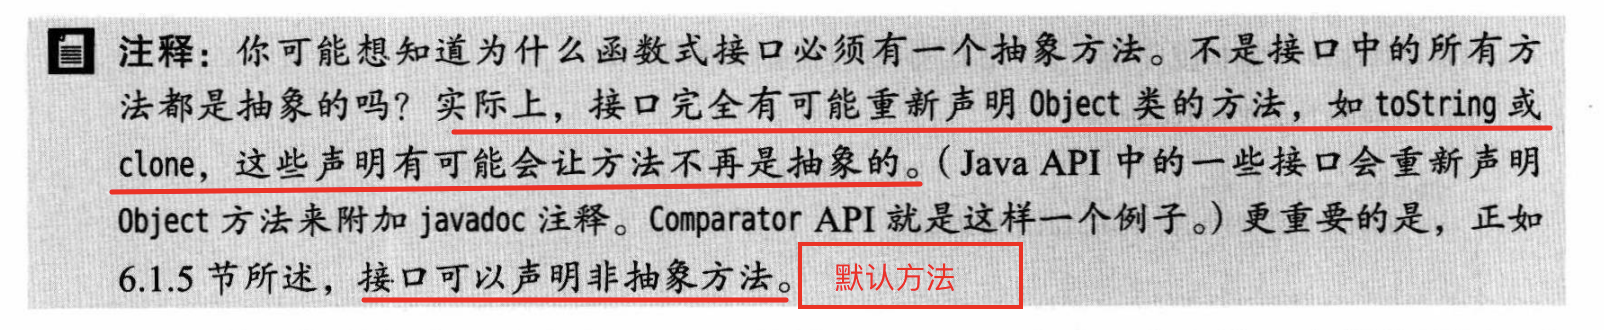 注释：你可能想知道为什么函数式接口必须有一个抽象方法。不是接口中的所有方
法都是抽象的吗？实际上，接口完全有可能重新声明 Object 类的方法，如 toString 或
clone，这些声明有可能会让方法不再是抽象的。（Java API 中的一些接口会重新声明
Object 方法来附加 javadoc 注释。Comparator API 就是这样一个例子。）更重要的是，正如
6.1.5 节所述，接口可以声明非抽象方法。 默认方法